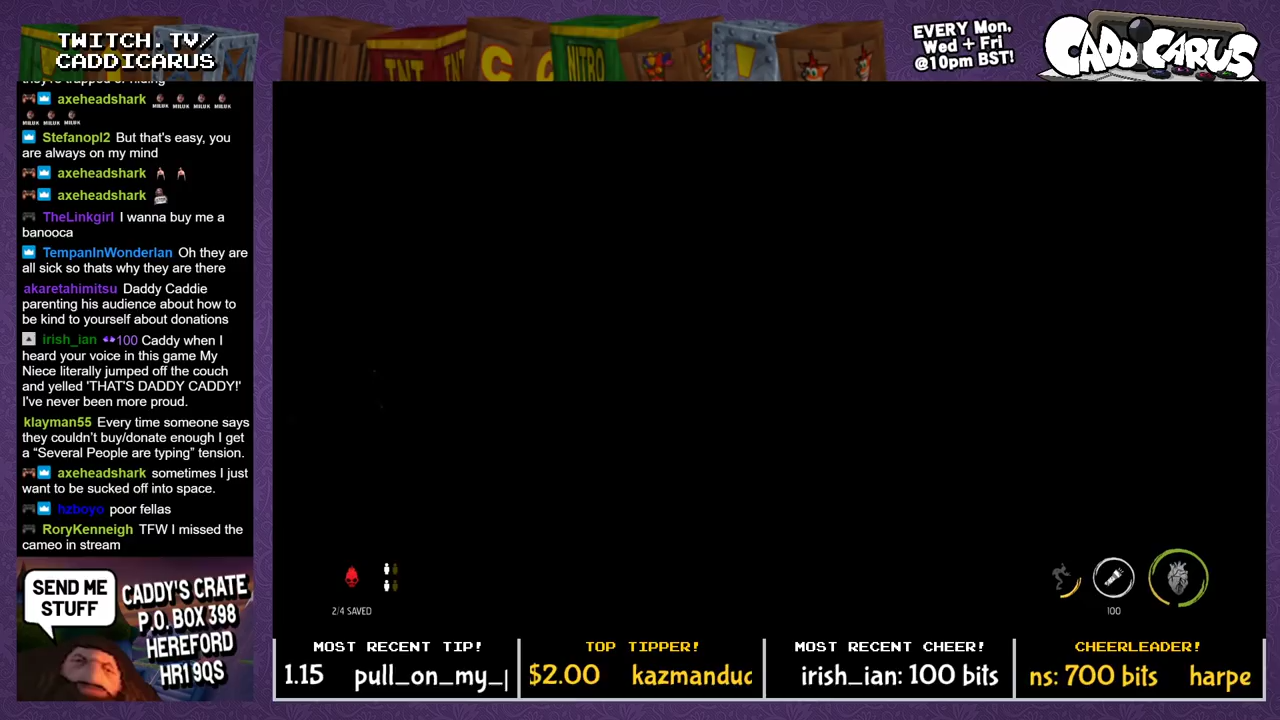 TWITCH.TV/
CADDICARUS
TNT
TNT
C
C
NITRO
EVERY Mon,
Wed + Fri
@10pm BST!
CADDICARUS
axeheadshark
Stefanopl2 But that's easy, you
are always on my mind
axeheadshark
axeheadshark
TheLinkgirl I wanna buy me a
banooca
TempanInWonderlan Oh they are
all sick so thats why they are there
akaretahimitsu Daddy Caddie
parenting his audience about how to
be kind to yourself about donations
irish_ian 100 Caddy when I
heard your voice in this game My
Niece literally jumped off the couch
and yelled 'THAT'S DADDY CADDY!'
I've never been more proud.
klayman55 Every time someone says
they couldn't buy/donate enough I get
a “Several People are typing” tension.
axeheadshark sometimes I just
want to be sucked off into space.
hzboyo poor fellas
RoryKenneigh TFW I missed the
cameo in stream
SEND ME
STUFF
CADDY'S CRATE
P.O. BOX 398
HEREFORD
HR1 9QS
2/4 SAVED
100
MOST RECENT TIP!
1.15 pull_on_my_
TOP TIPPER!
$2.00 kazmanduc
MOST RECENT CHEER!
irish_ian: 100 bits
CHEERLEADER!
ns: 700 bits harpe